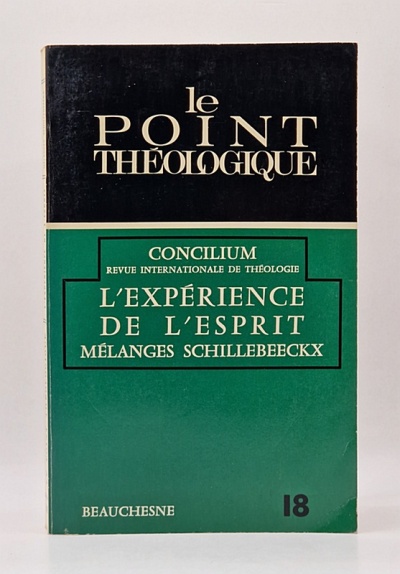 le
POINT
THÉOLOGIQUE
CONCILIUM
REVUE INTERNATIONALE DE THÉOLOGIE
L'EXPÉRIENCE
DE L'ESPRIT
MÉLANGES SCHILLEBEECKX
BEAUCHESNE
18